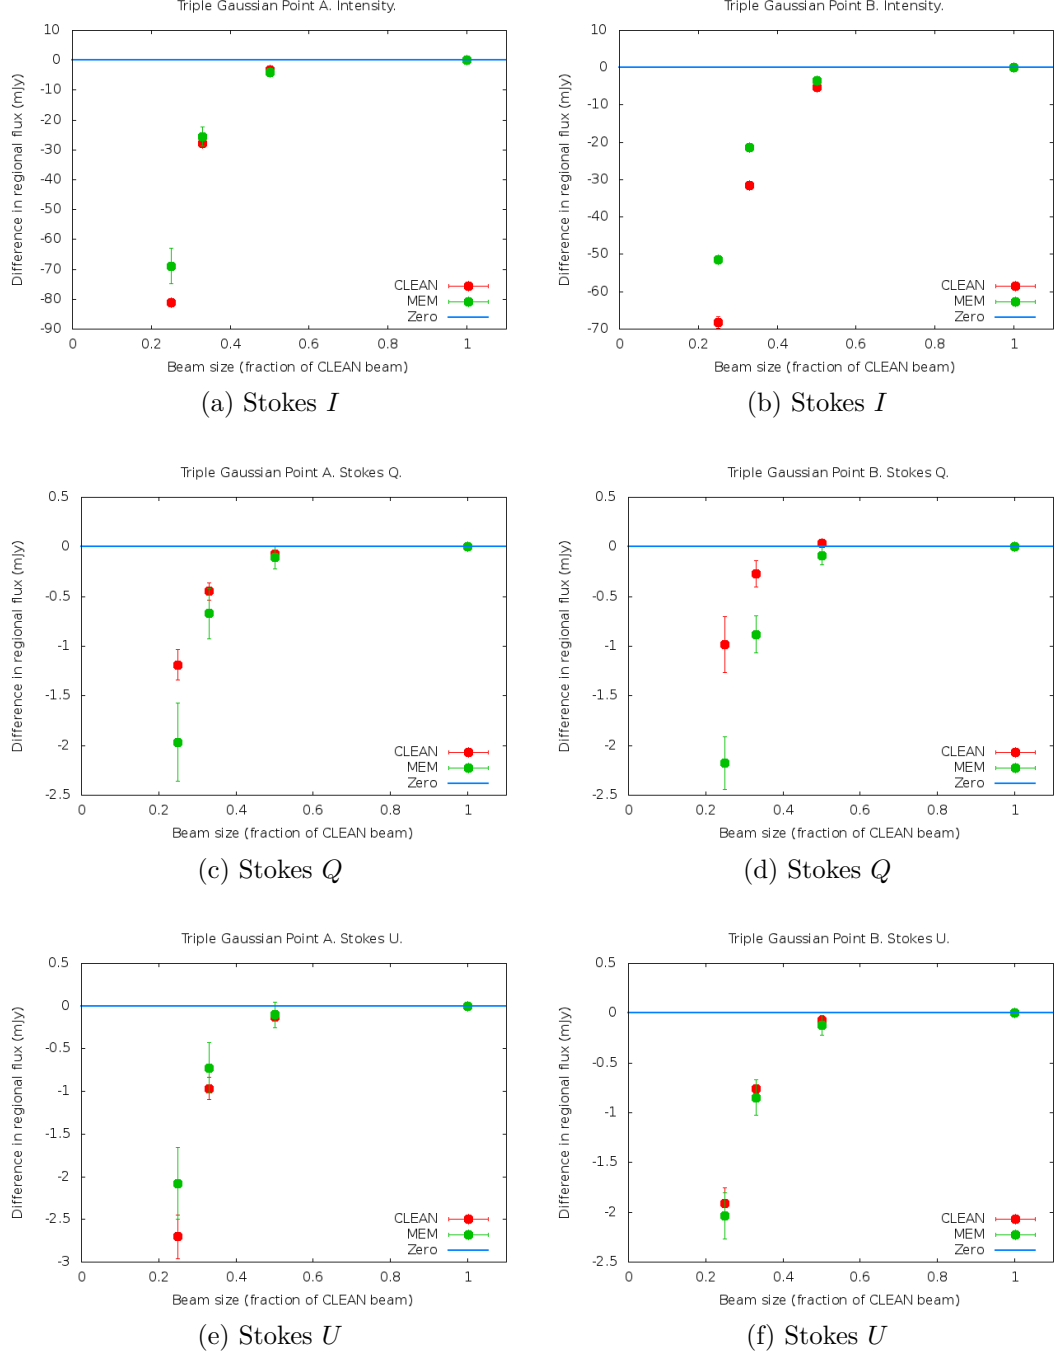 Triple Gaussian Point A. Intensity.
Difference in regional flux (mJy)
10
0
-10
-20
-30
-40
-50
-60
-70
-80
-90
CLEAN
MEM
Zero
0 0.2 0.4 0.6 0.8 1
Beam size (fraction of CLEAN beam)
(a) Stokes I
Triple Gaussian Point B. Intensity.
Difference in regional flux (mJy)
10
0
-10
-20
-30
-40
-50
-60
-70
CLEAN
MEM
Zero
0 0.2 0.4 0.6 0.8 1
Beam size (fraction of CLEAN beam)
(b) Stokes I
Triple Gaussian Point A. Stokes Q.
Difference in regional flux (mJy)
0.5
0
-0.5
-1
-1.5
-2
-2.5
CLEAN
MEM
Zero
0 0.2 0.4 0.6 0.8 1
Beam size (fraction of CLEAN beam)
(c) Stokes Q
Triple Gaussian Point B. Stokes Q.
Difference in regional flux (mJy)
0.5
0
-0.5
-1
-1.5
-2
-2.5
CLEAN
MEM
Zero
0 0.2 0.4 0.6 0.8 1
Beam size (fraction of CLEAN beam)
(d) Stokes Q
Triple Gaussian Point A. Stokes U.
Difference in regional flux (mJy)
0.5
0
-0.5
-1
-1.5
-2
-2.5
-3
CLEAN
MEM
Zero
0 0.2 0.4 0.6 0.8 1
Beam size (fraction of CLEAN beam)
(e) Stokes U
Triple Gaussian Point B. Stokes U.
Difference in regional flux (mJy)
0.5
0
-0.5
-1
-1.5
-2
-2.5
CLEAN
MEM
Zero
0 0.2 0.4 0.6 0.8 1
Beam size (fraction of CLEAN beam)
(f) Stokes U